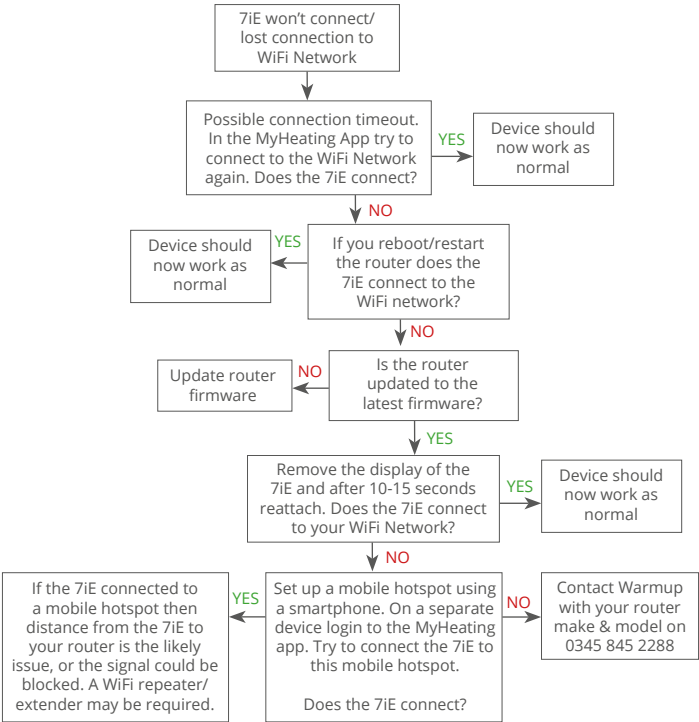 7iE won't connect/
lost connection to
WiFi Network
Possible connection timeout.
In the MyHeating App try to
connect to the WiFi Network
again. Does the 7iE connect?
YES
Device should
now work as
normal
NO
Device should
now work as
normal
YES
If you reboot/restart
the router does the
7iE connect to the
WiFi network?
NO
Update router
firmware
NO
Is the router
updated to the
latest firmware?
YES
Remove the display of the
7iE and after 10-15 seconds
reattach. Does the 7iE connect
to your WiFi Network?
YES
Device should
now work as
normal
NO
If the 7iE connected to
a mobile hotspot then
distance from the 7iE to
your router is the likely
issue, or the signal could be
blocked. A WiFi repeater/
extender may be required.
YES
Set up a mobile hotspot using
a smartphone. On a separate
device login to the MyHeating
app. Try to connect the 7iE to
this mobile hotspot.
Does the 7iE connect?
NO
Contact Warmup
with your router
make & model on
0345 845 2288